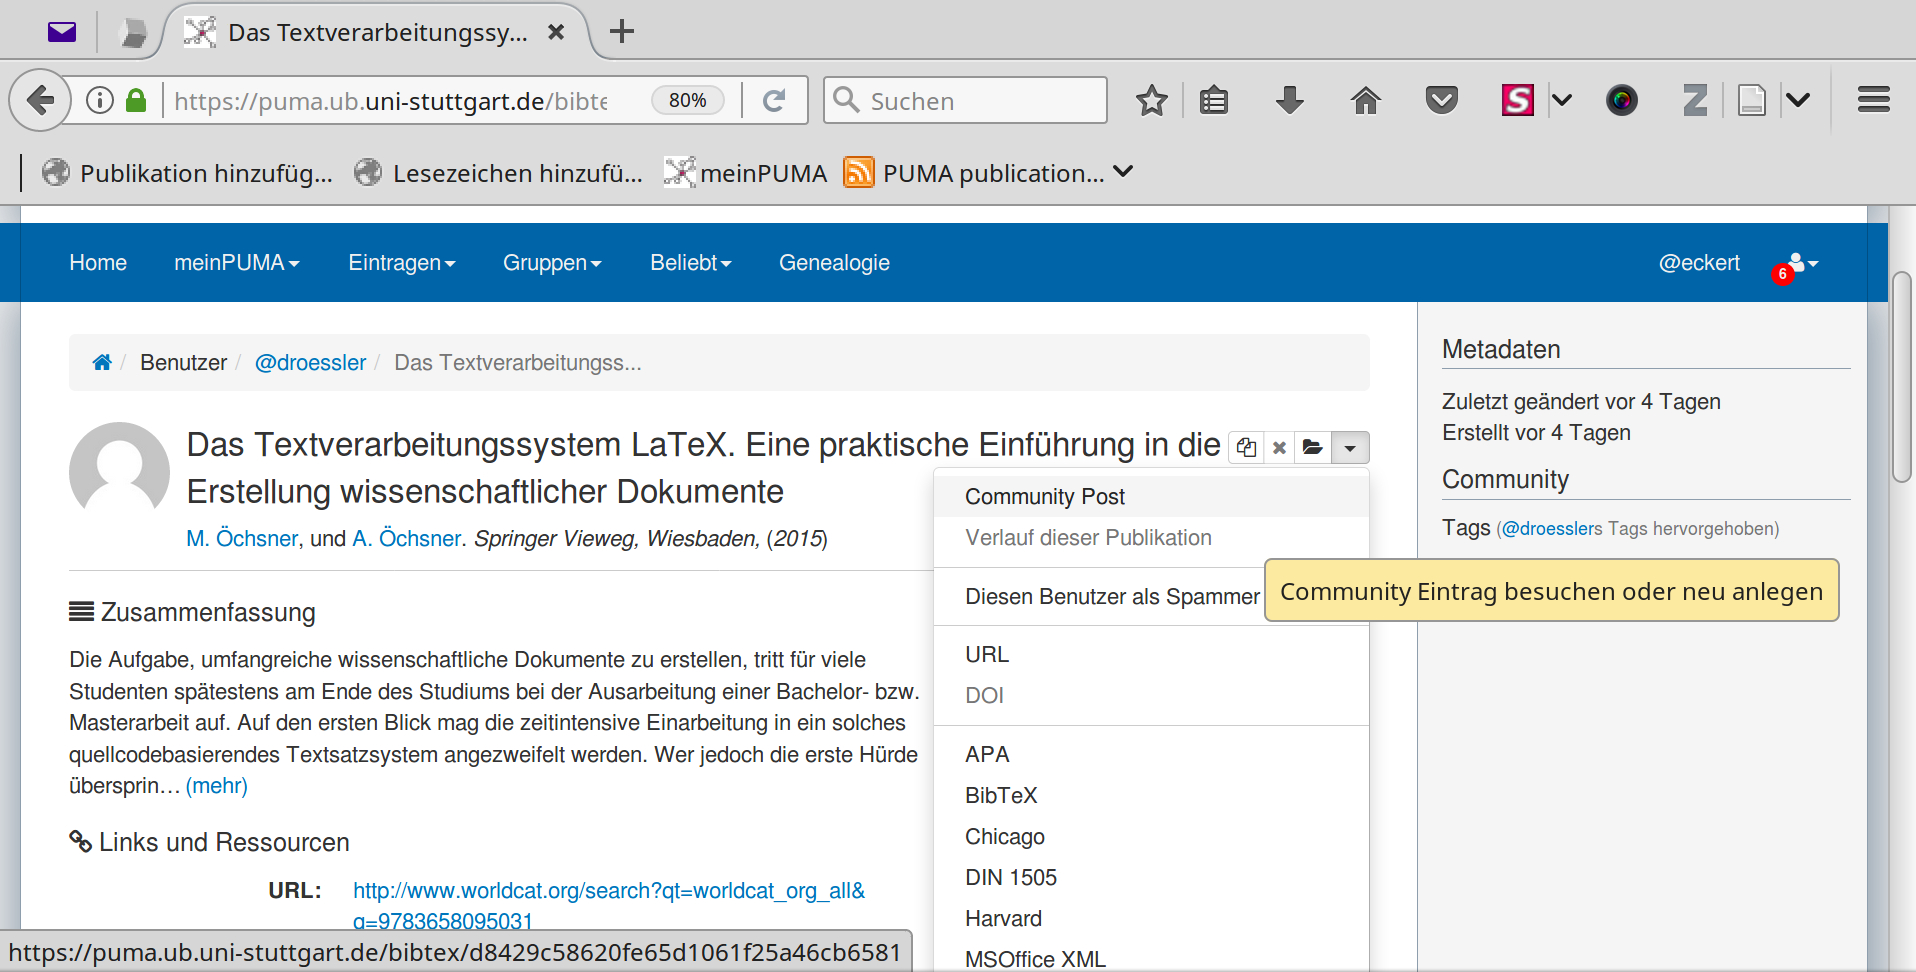 Das Textverarbeitungssy...
https://puma.ub.uni-stuttgart.de/bibte
80%
Suchen
S
Z
Publikation hinzufüg...
Lesezeichen hinzufü...
meinPUMA
PUMA publication...
Home
meinPUMA
Eintragen
Gruppen
Beliebt
Genealogie
@eckert
6
/ Benutzer / @droessler / Das Textverarbeitungss...
Das Textverarbeitungssystem LaTeX. Eine praktische Einführung in die
Erstellung wissenschaftlicher Dokumente
M. Öchsner, und A. Öchsner. Springer Vieweg, Wiesbaden, (2015)
Zusammenfassung
Die Aufgabe, umfangreiche wissenschaftliche Dokumente zu erstellen, tritt für viele
Studenten spätestens am Ende des Studiums bei der Ausarbeitung einer Bachelor- bzw.
Masterarbeit auf. Auf den ersten Blick mag die zeitintensive Einarbeitung in ein solches
quellcodebasierendes Textsatzsystem angezweifelt werden. Wer jedoch die erste Hürde
übersprin… (mehr)
Links und Ressourcen
URL: http://www.worldcat.org/search?qt=worldcat_org_all&
q=9783658095031
https://puma.ub.uni-stuttgart.de/bibtex/d8429c58620fe65d1061f25a46cb6581
Community Post
Verlauf dieser Publikation
Diesen Benutzer als Spammer
URL
DOI
APA
BibTeX
Chicago
DIN 1505
Harvard
MSOffice XML
Community Eintrag besuchen oder neu anlegen
Metadaten
Zuletzt geändert vor 4 Tagen
Erstellt vor 4 Tagen
Community
Tags (@droesslers Tags hervorgehoben)